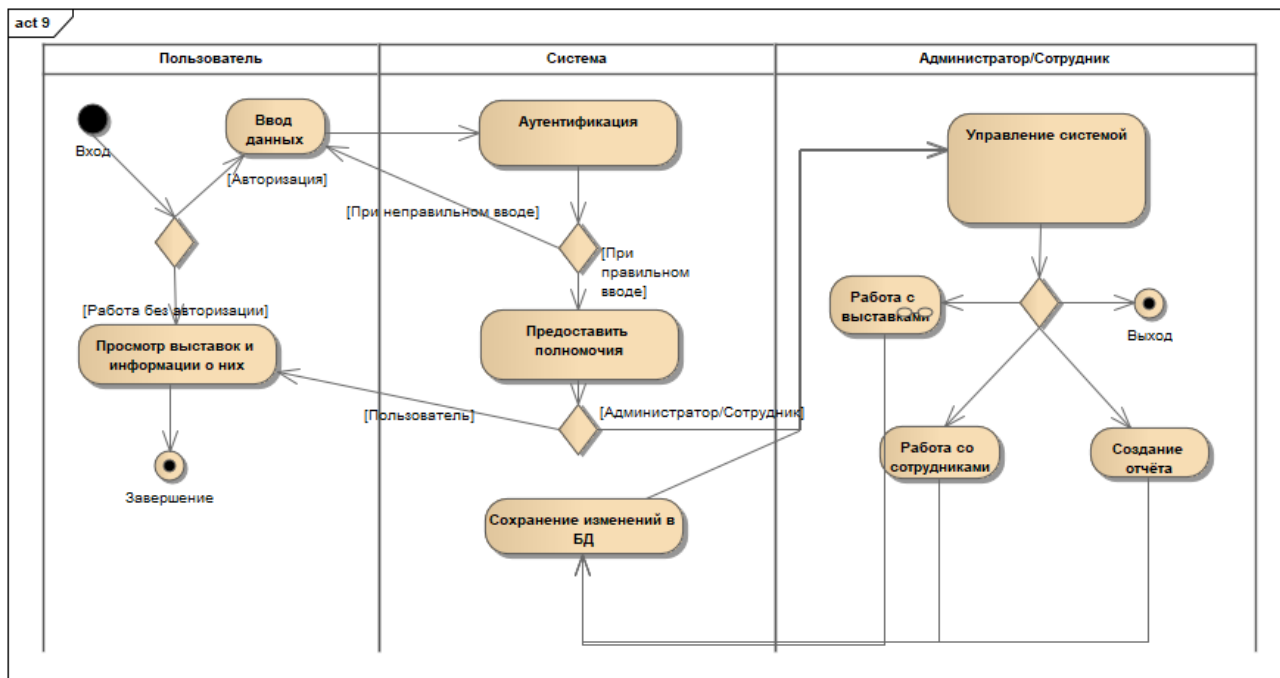 act 9
Пользователь
Система
Администратор/Сотрудник
Вход
Ввод
данных
[Авторизация]
Аутентификация
Управление системой
[При неправильном вводе]
[При
правильном
вводе]
[Работа без авторизации]
Просмотр выставок и
информации о них
Предоставить
полномочия
Работа с
выставками
Выход
[Пользователь]
[Администратор/Сотрудник]
Работа со
сотрудниками
Создание
отчёта
Завершение
Сохранение изменений в
БД